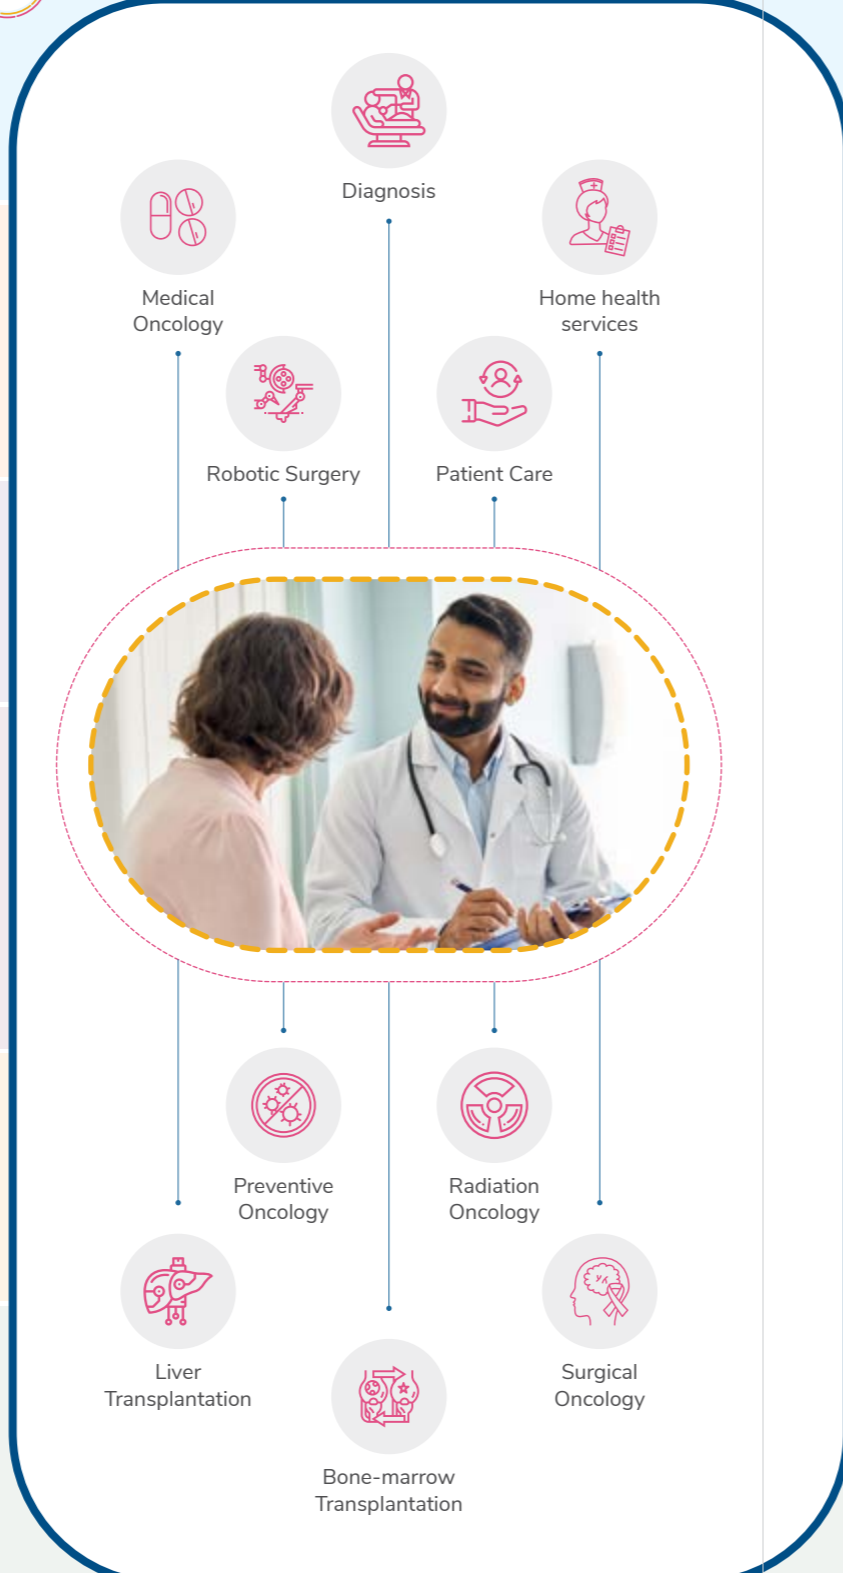 Diagnosis
Medical
Oncology
Home health
services
Robotic Surgery
Patient Care
Preventive
Oncology
Radiation
Oncology
Liver
Transplantation
Surgical
Oncology
Bone-marrow
Transplantation